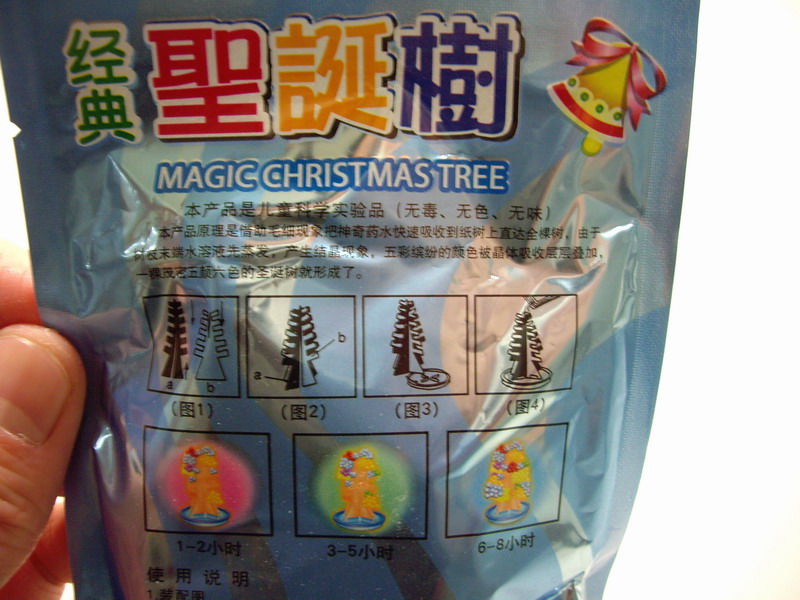 经典
聖誕樹
MAGIC CHRISTMAS TREE
本产品是儿童科学实验品（无毒、无色、无味）
本产品原理是借助毛细现象把神奇药水快速吸收到纸树上直达全棵树，由于
树枝末端水溶液先蒸发，产生结晶现象，五彩缤纷的颜色被晶体吸收层层叠加，
一棵茂密五颜六色的圣诞树就形成了。
a b
a b
（图1） （图2） （图3） （图4）
1-2小时 3-5小时 6-8小时
使用说明
1.装配图